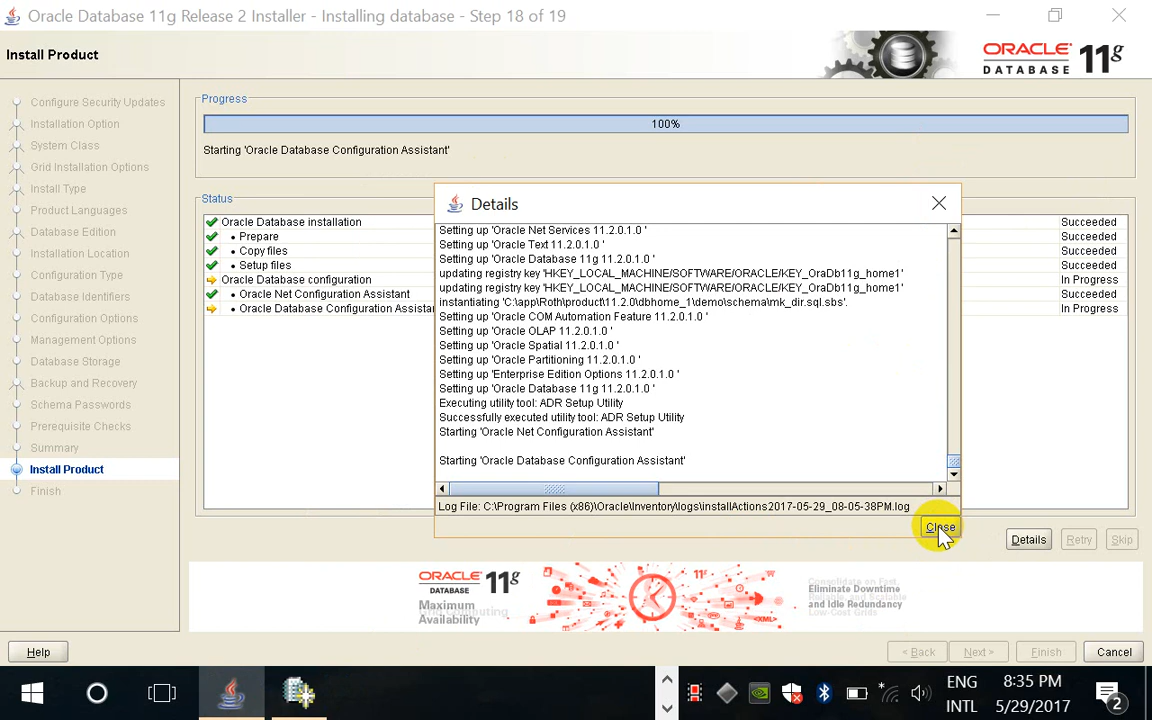 Oracle Database 11g Release 2 Installer - Installing database - Step 18 of 19
Install Product
ORACLE
DATABASE 11g
Configure Security Updates
Installation Option
System Class
Grid Installation Options
Install Type
Product Languages
Database Edition
Installation Location
Configuration Type
Database Identifiers
Configuration Options
Management Options
Database Storage
Backup and Recovery
Schema Passwords
Prerequisite Checks
Summary
Install Product
Finish
Progress
100%
Starting 'Oracle Database Configuration Assistant'
Status
Oracle Database installation Succeeded
• Prepare Succeeded
• Copy files Succeeded
• Setup files Succeeded
Oracle Database configuration In Progress
• Oracle Net Configuration Assistant Succeeded
• Oracle Database Configuration Assistar In Progress
Details
Setting up 'Oracle Net Services 11.2.0.1.0 '
Setting up 'Oracle Text 11.2.0.1.0 '
Setting up 'Oracle Database 11g 11.2.0.1.0 '
updating registry key 'HKEY_LOCAL_MACHINE/SOFTWARE/ORACLE/KEY_OraDb11g_home1'
updating registry key 'HKEY_LOCAL_MACHINE/SOFTWARE/ORACLE/KEY_OraDb11g_home1'
instantiating 'C:\app\Roth\product\11.2.0\dbhome_1\demo\schema\mk_dir.sql.sbs'.
Setting up 'Oracle COM Automation Feature 11.2.0.1.0 '
Setting up 'Oracle OLAP 11.2.0.1.0 '
Setting up 'Oracle Spatial 11.2.0.1.0 '
Setting up 'Oracle Partitioning 11.2.0.1.0 '
Setting up 'Enterprise Edition Options 11.2.0.1.0 '
Setting up 'Oracle Database 11g 11.2.0.1.0 '
Executing utility tool: ADR Setup Utility
Successfully executed utility tool: ADR Setup Utility
Starting 'Oracle Net Configuration Assistant'
Starting 'Oracle Database Configuration Assistant'
Log File: C:\Program Files (x86)\Oracle\Inventory\logs\installActions2017-05-29_08-05-38PM.log
Close
Details Retry Skip
ORACLE
DATABASE 11g
Maximum
Availability
Eliminate Downtime
and Idle Redundancy
Help
< Back Next > Finish Cancel
ENG
INTL
8:35 PM
5/29/2017
2